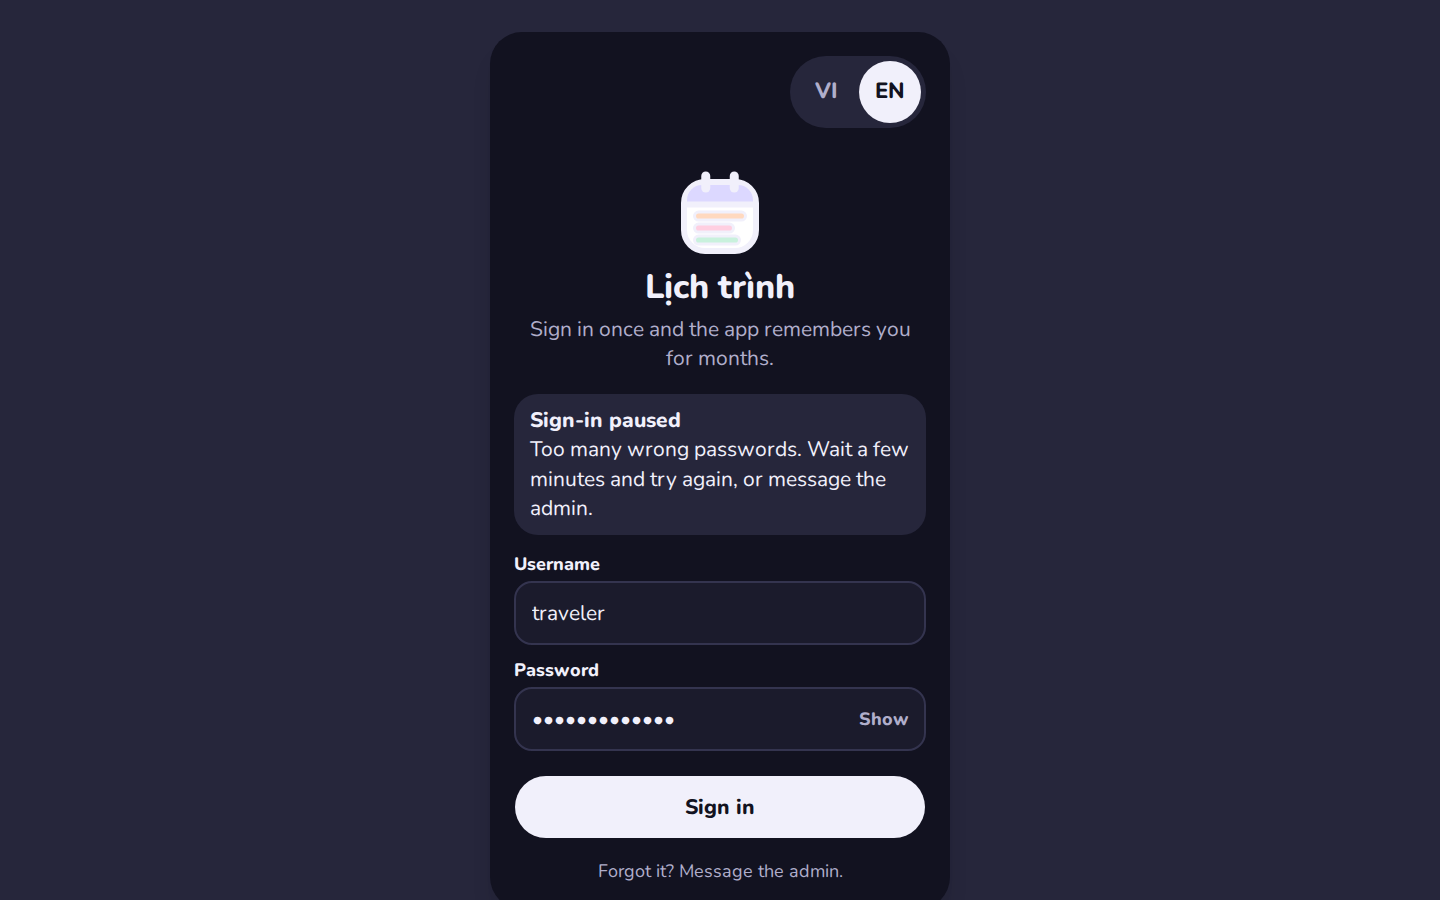 VI EN
Lịch trình
Sign in once and the app remembers you
for months.
Sign-in paused
Too many wrong passwords. Wait a few
minutes and try again, or message the
admin.
Username
traveler
Password
•••••••••••••
Show
Sign in
Forgot it? Message the admin.